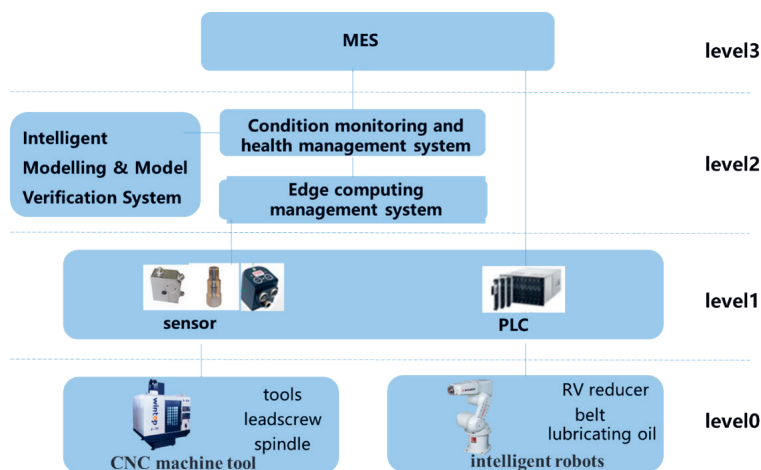 MES
level3
Condition monitoring and
health management system
Intelligent
Modelling & Model
Verification System
level2
Edge computing
management system
sensor
PLC
level1
wintop
tools
leadscrew
spindle
CNC machine tool
RV reducer
belt
lubricating oil
intelligent robots
level0